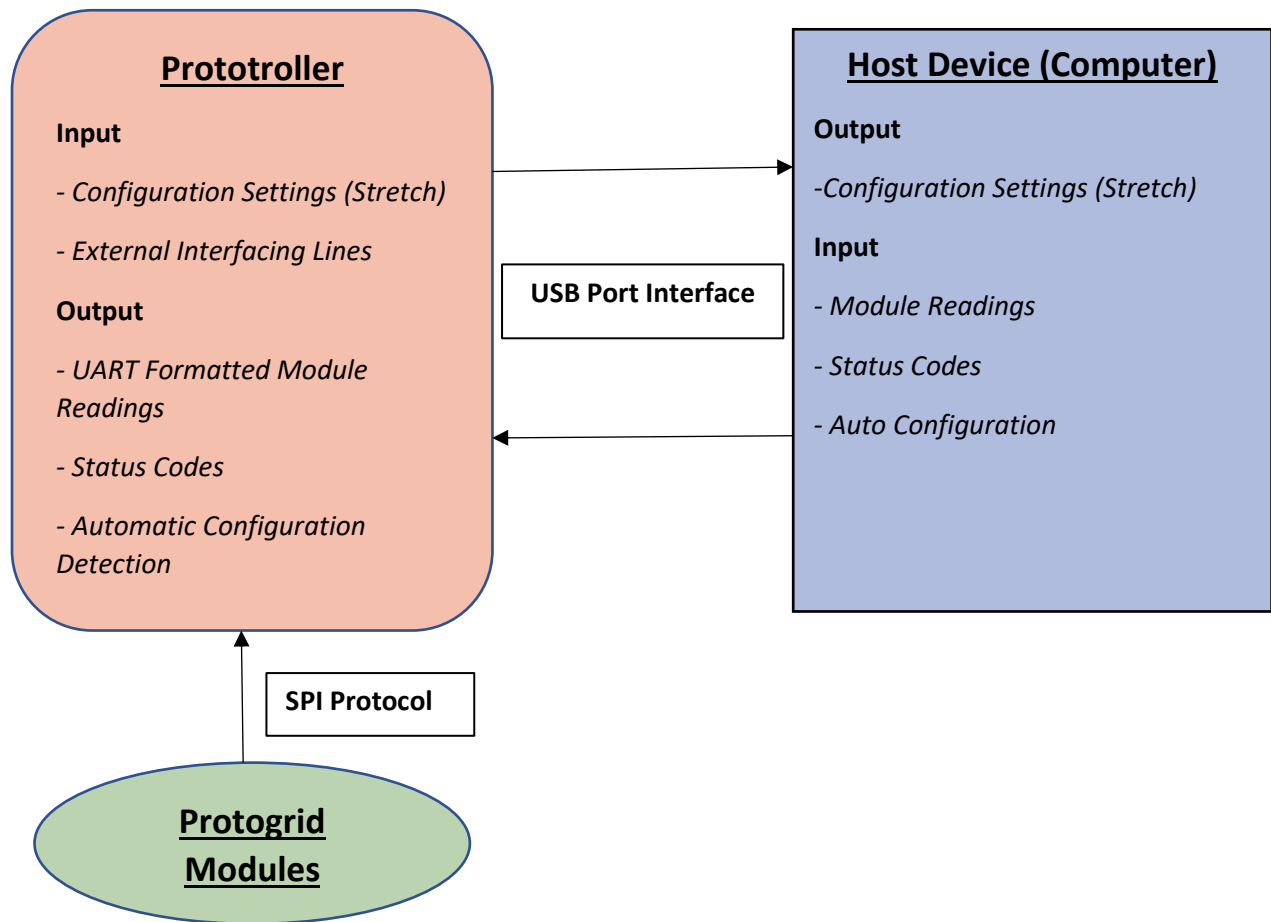 Prototroller
Input
- Configuration Settings (Stretch)
- External Interfacing Lines
Output
- UART Formatted Module
Readings
- Status Codes
- Automatic Configuration
Detection
USB Port Interface
Host Device (Computer)
Output
-Configuration Settings (Stretch)
Input
- Module Readings
- Status Codes
- Auto Configuration
SPI Protocol
Protogrid
Modules